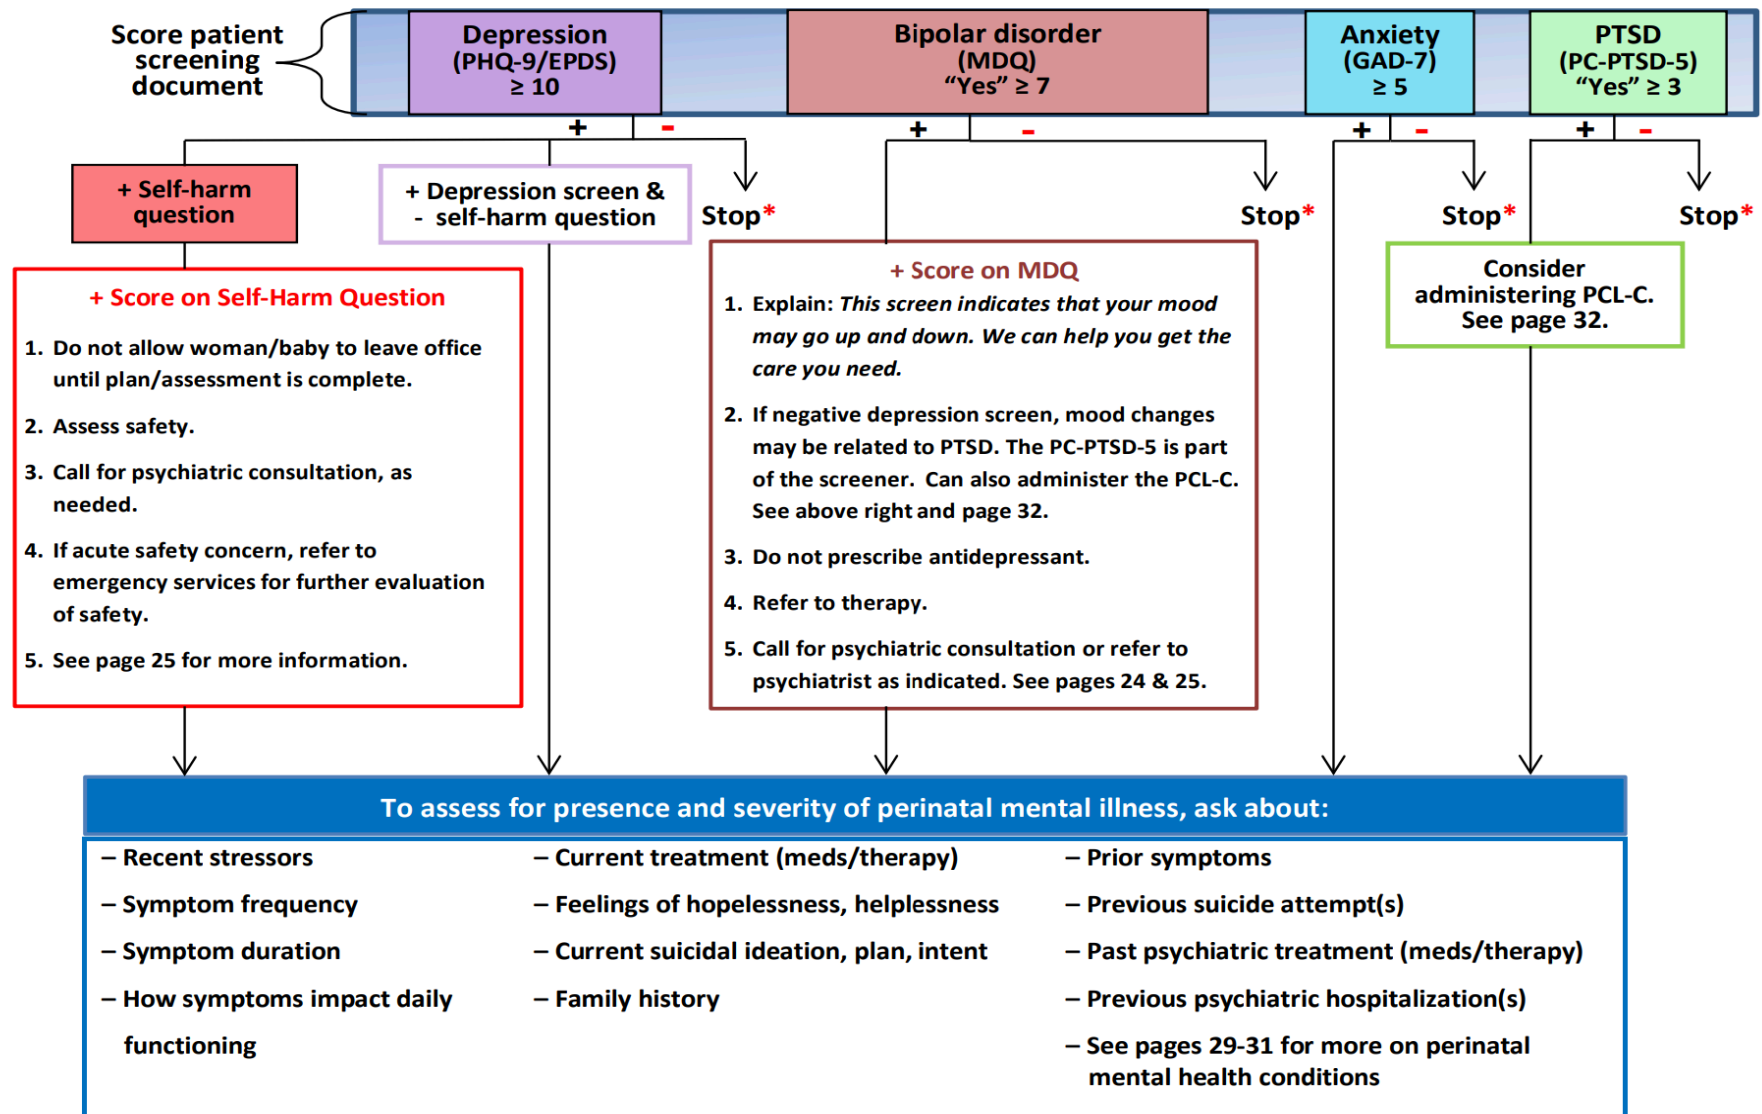 Score patient
screening
document
Depression
(PHQ-9/EPDS)
≥ 10
Bipolar disorder
(MDQ)
“Yes” ≥ 7
Anxiety
(GAD-7)
≥ 5
PTSD
(PC-PTSD-5)
“Yes” ≥ 3
+ -
+ -
+ -
+ -
+ Self-harm
question
+ Depression screen &
- self-harm question
Stop*
Stop*
Stop*
Stop*
+ Score on Self-Harm Question
1. Do not allow woman/baby to leave office
until plan/assessment is complete.
2. Assess safety.
3. Call for psychiatric consultation, as
needed.
4. If acute safety concern, refer to
emergency services for further evaluation
of safety.
5. See page 25 for more information.
+ Score on MDQ
1. Explain: This screen indicates that your mood
may go up and down. We can help you get the
care you need.
2. If negative depression screen, mood changes
may be related to PTSD. The PC-PTSD-5 is part
of the screener. Can also administer the PCL-C.
See above right and page 32.
3. Do not prescribe antidepressant.
4. Refer to therapy.
5. Call for psychiatric consultation or refer to
psychiatrist as indicated. See pages 24 & 25.
Consider
administering PCL-C.
See page 32.
To assess for presence and severity of perinatal mental illness, ask about:
– Recent stressors
– Symptom frequency
– Symptom duration
– How symptoms impact daily
functioning
– Current treatment (meds/therapy)
– Feelings of hopelessness, helplessness
– Current suicidal ideation, plan, intent
– Family history
– Prior symptoms
– Previous suicide attempt(s)
– Past psychiatric treatment (meds/therapy)
– Previous psychiatric hospitalization(s)
– See pages 29-31 for more on perinatal
mental health conditions